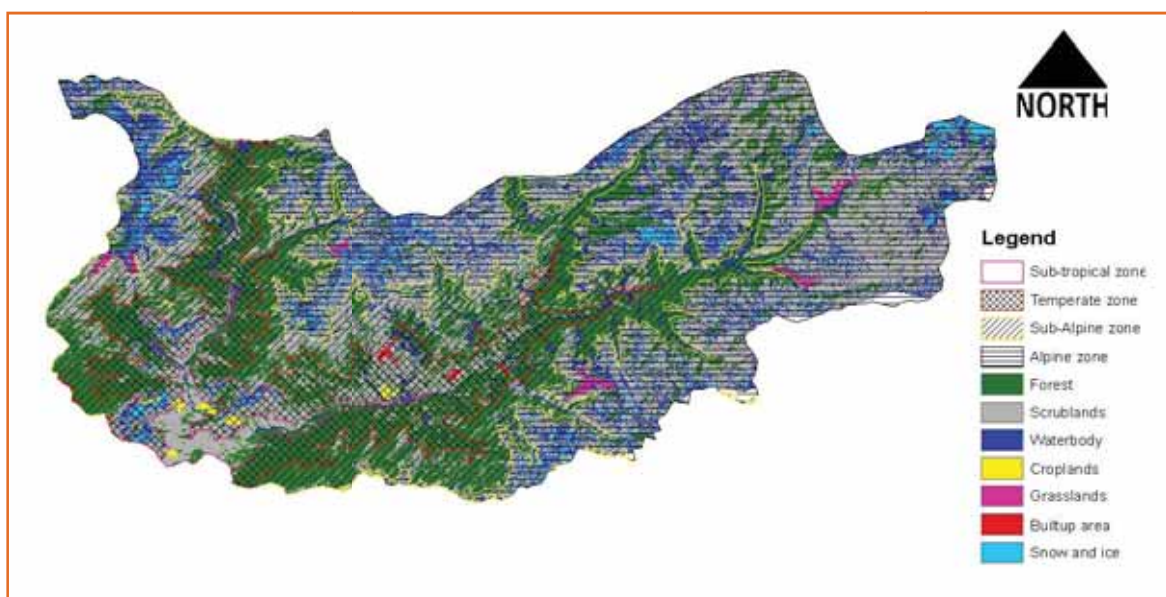 NORTH
Legend
Sub-tropical zone
Temperate zone
Sub-Alpine zone
Alpine zone
Forest
Scrublands
Waterbody
Croplands
Grasslands
Builtup area
Snow and ice